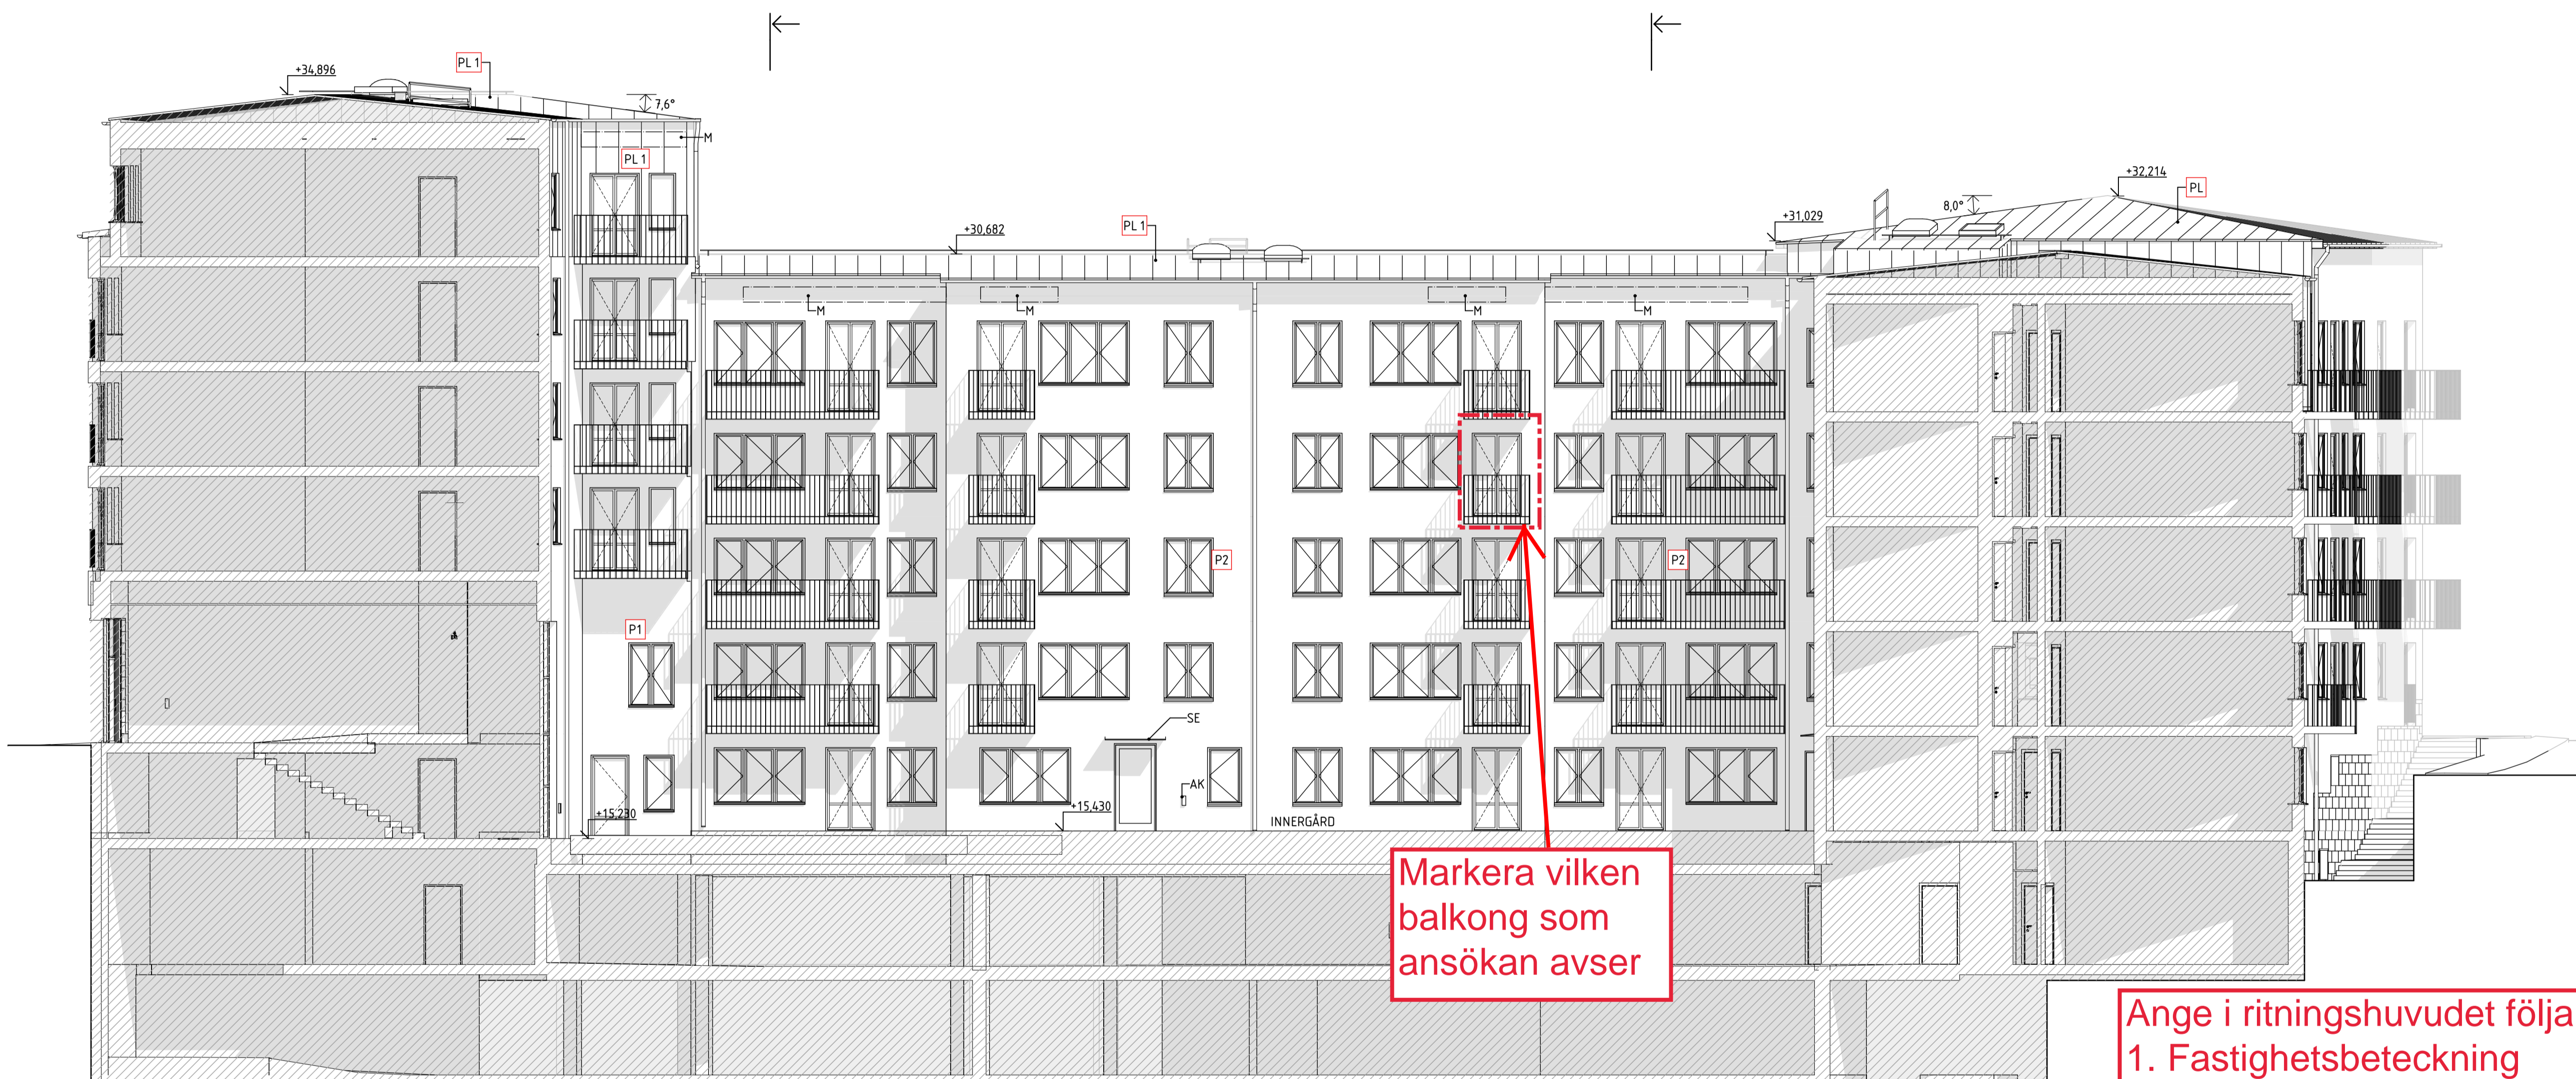 +34,896
PL 1
7,6°
M
PL 1
+30,682
PL 1
+31,029
8,0°
+32,214
PL
M
M
M
M
P2
P2
P1
SE
AK
+15,230
+15,430
INNERGÅRD
Markera vilken
balkong som
ansökan avser
Ange i ritningshuvudet följa
1. Fastighetsbeteckning